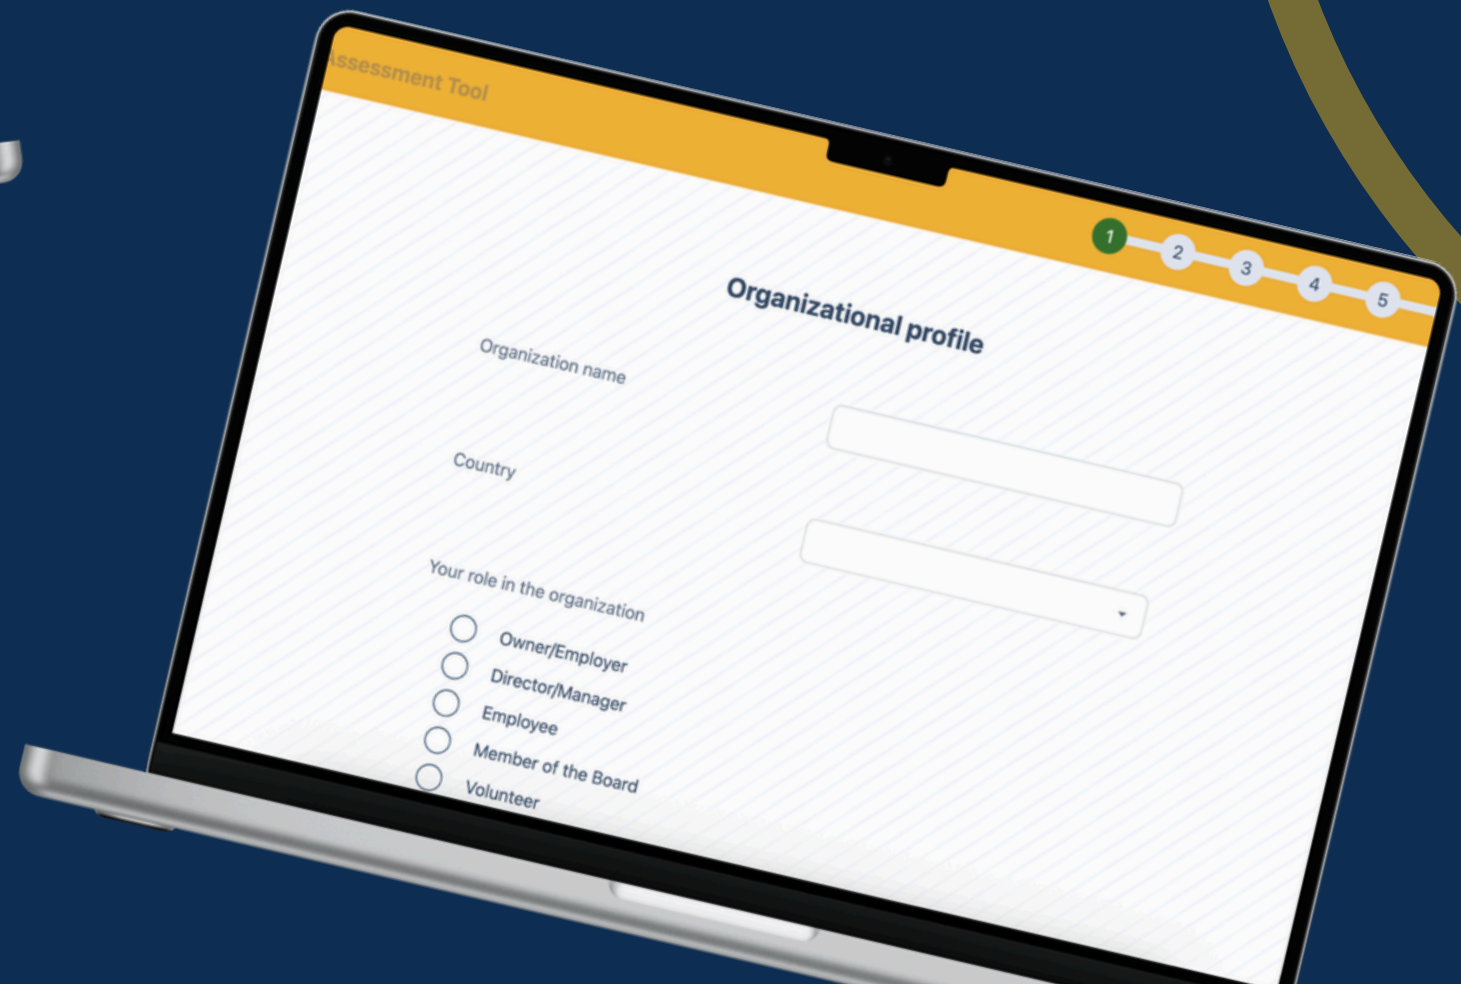 Assessment Tool
1 2 3 4 5
Organizational profile
Organization name
Country
Your role in the organization
Owner/Employer
Director/Manager
Employee
Member of the Board
Volunteer